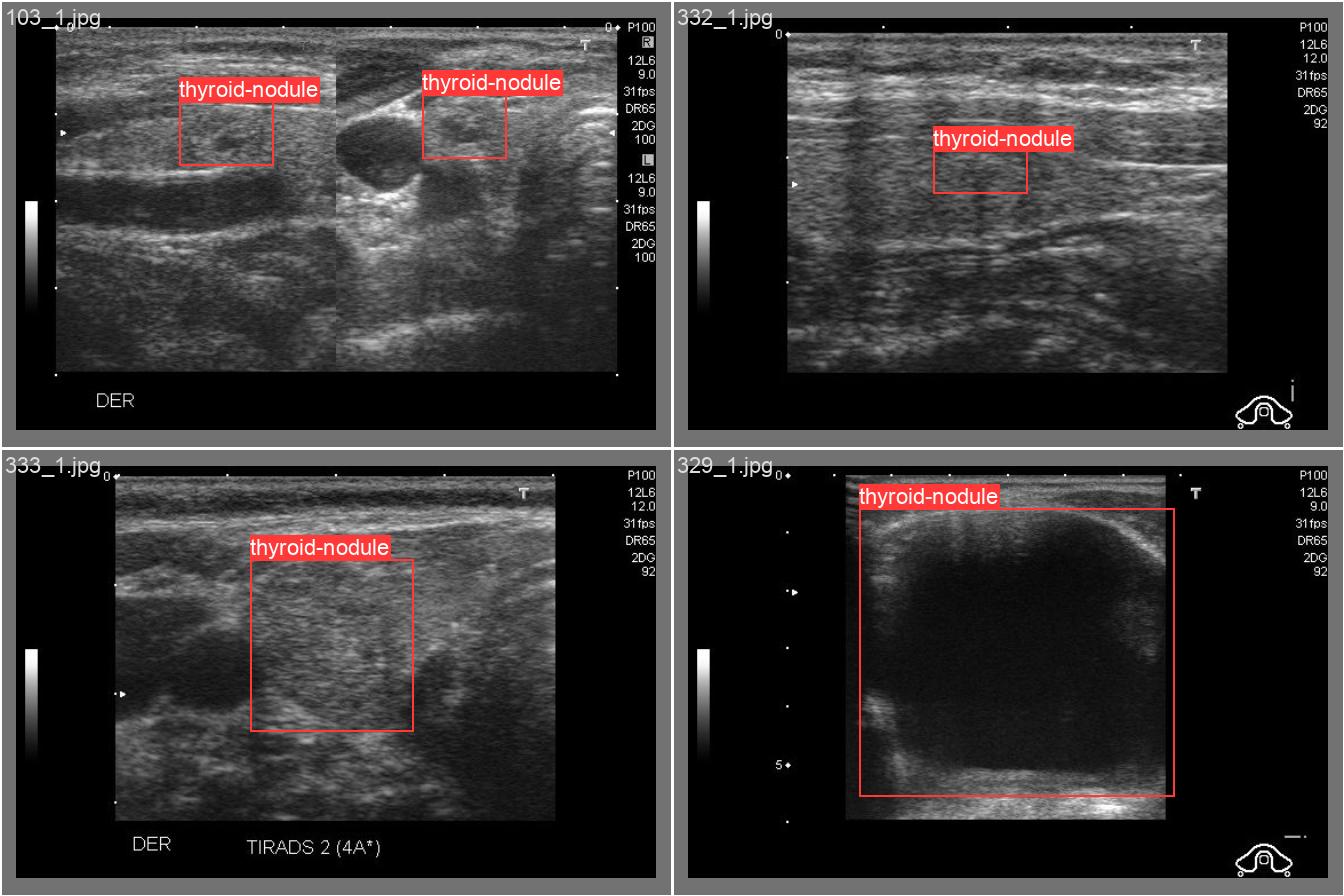 103_1.jpg
0
0
P100
R
12L6
9.0
31fps
DR65
2DG
100
L
12L6
9.0
31fps
DR65
2DG
100
T
thyroid-nodule
thyroid-nodule
DER
332_1.jpg
0
T
P100
12L6
12.0
31fps
DR65
2DG
92
thyroid-nodule
i
333_1.jpg
0
T
P100
12L6
12.0
31fps
DR65
2DG
92
thyroid-nodule
DER
TIRADS 2 (4A*)
329_1.jpg
0
T
P100
12L6
9.0
31fps
DR65
2DG
92
thyroid-nodule
5